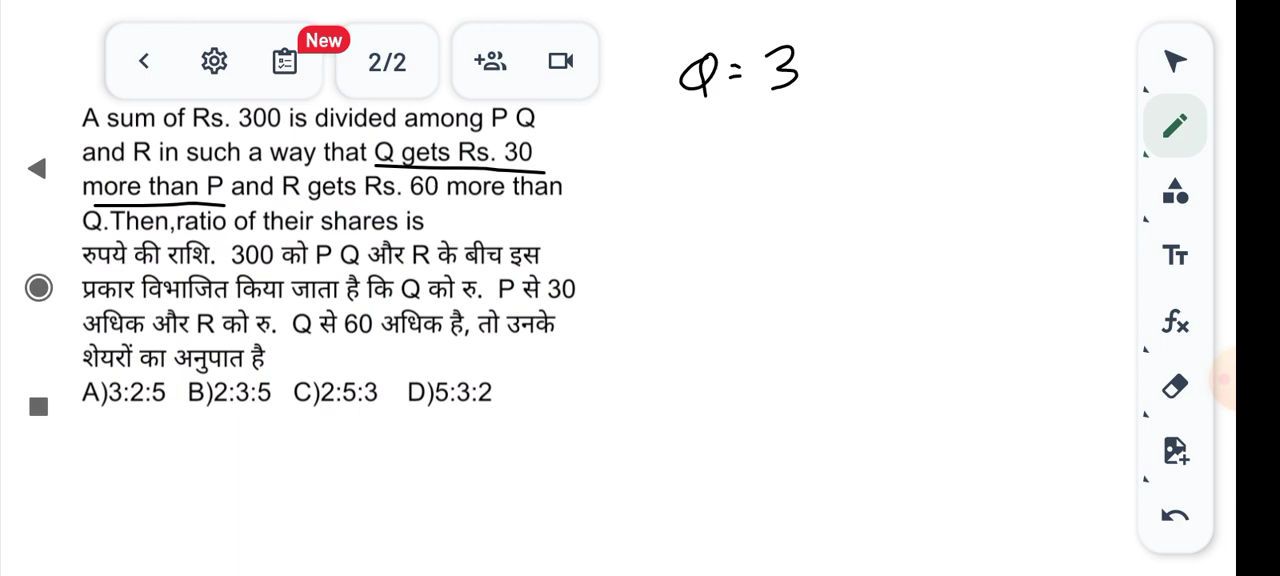 New
2/2
Q = 3
A sum of Rs. 300 is divided among P Q
and R in such a way that Q gets Rs. 30
more than P and R gets Rs. 60 more than
Q.Then,ratio of their shares is
रुपये की राशि. 300 को P Q और R के बीच इस
प्रकार विभाजित किया जाता है कि Q को रु. P से 30
अधिक और R को रु. Q से 60 अधिक है, तो उनके
शेयरों का अनुपात है
A)3:2:5 B)2:3:5 C)2:5:3 D)5:3:2
Tт
fx